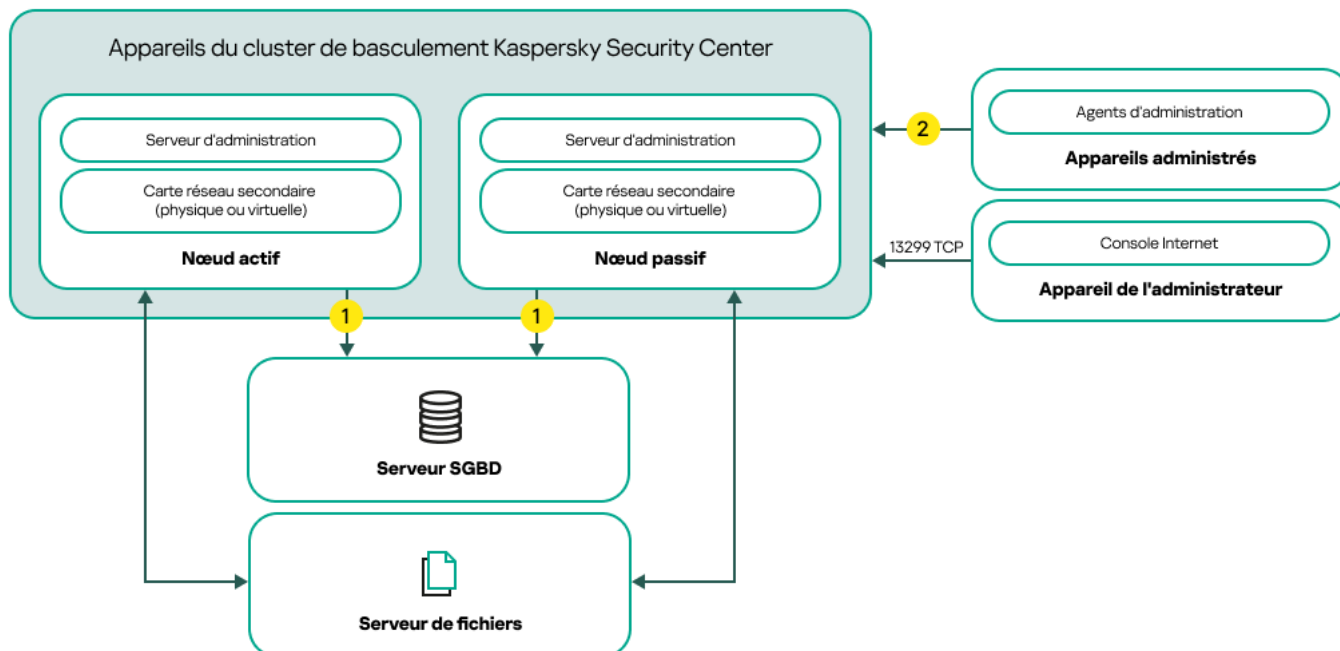 Appareils du cluster de basculement Kaspersky Security Center
Serveur d'administration
Carte réseau secondaire
(physique ou virtuelle)
Nœud actif
Serveur d'administration
Carte réseau secondaire
(physique ou virtuelle)
Nœud passif
2
Agents d'administration
Appareils administrés
13299 TCP
Console Internet
Appareil de l'administrateur
1
1
Serveur SGBD
Serveur de fichiers